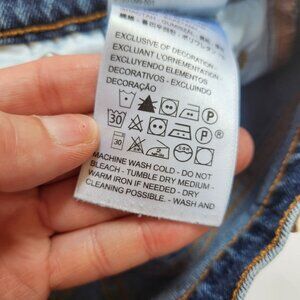 EXCLUSIVE OF DECORATION -
EXCLUANT L'ORNEMENTATION -
EXCLUYENDO ELEMENTOS
DECORATIVOS - EXCLUINDO
DECORAÇÃO
30
P
30
P
MACHINE WASH COLD - DO NOT
BLEACH - TUMBLE DRY MEDIUM -
WARM IRON IF NEEDED - DRY
CLEANING POSSIBLE. - WASH AND